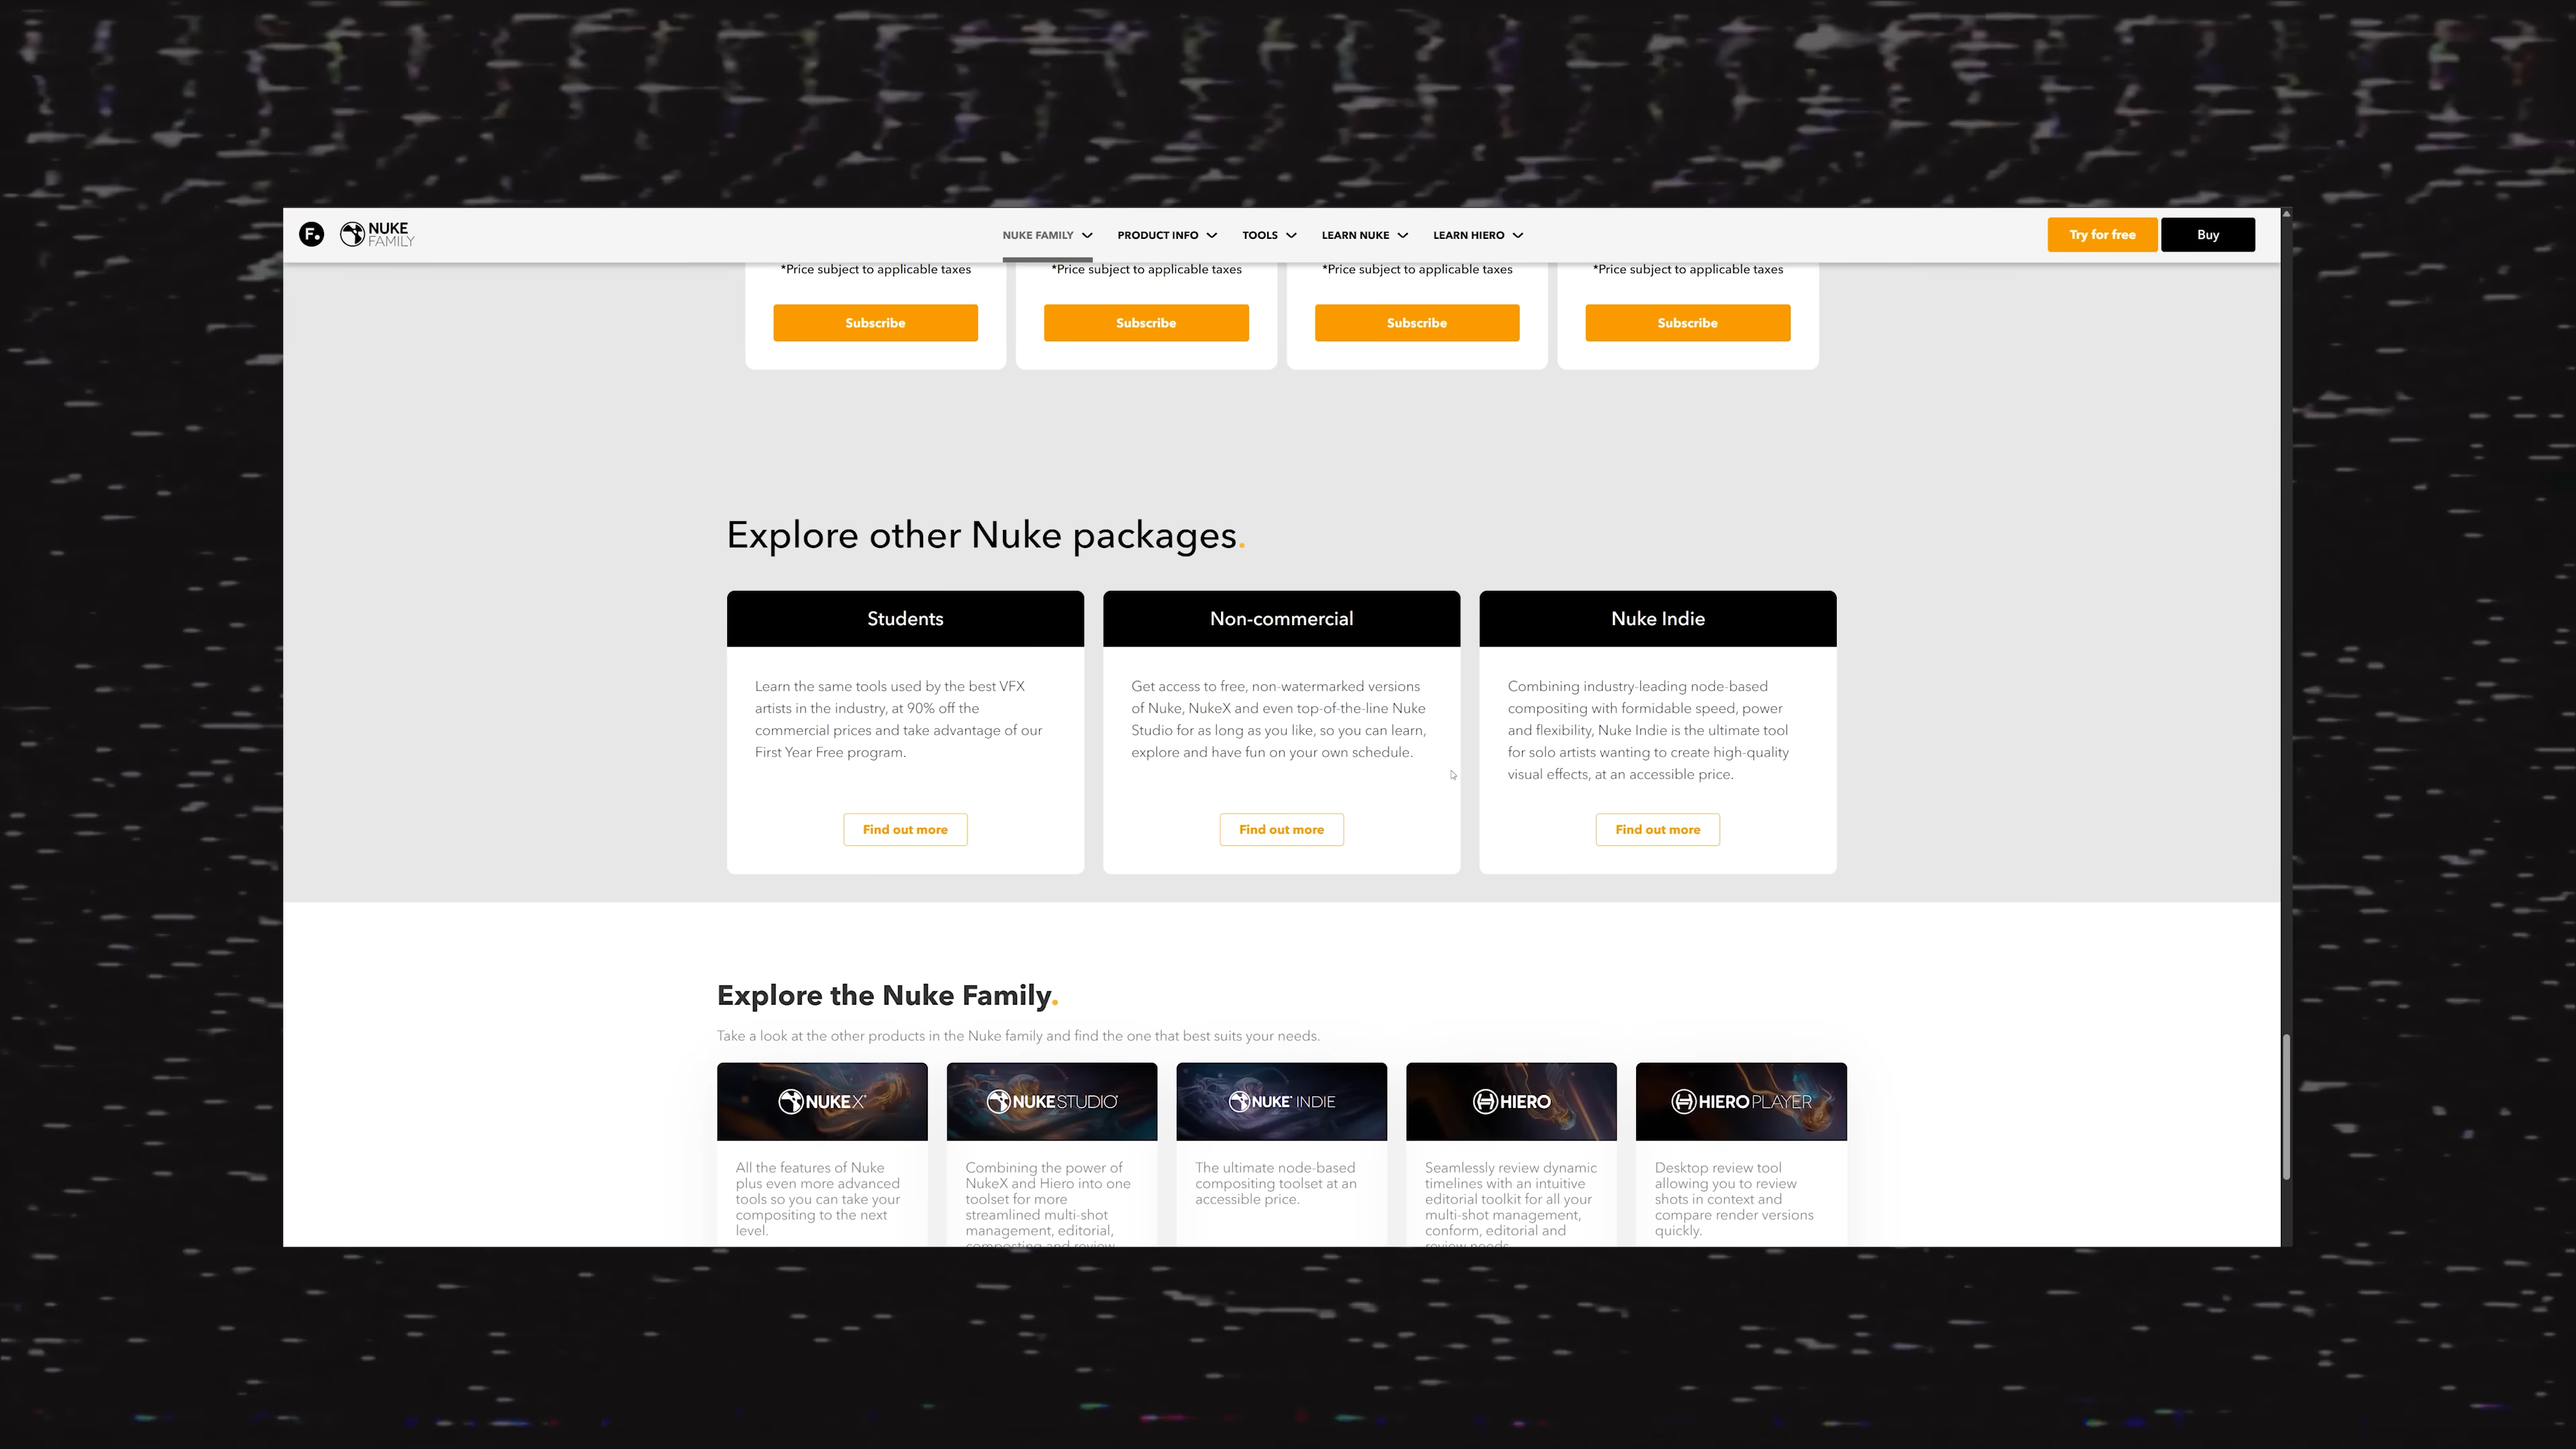 F.
NUKE
FAMILY
NUKE FAMILY
PRODUCT INFO
TOOLS
LEARN NUKE
LEARN HIERO
Try for free
Buy
*Price subject to applicable taxes
*Price subject to applicable taxes
*Price subject to applicable taxes
*Price subject to applicable taxes
Subscribe
Subscribe
Subscribe
Subscribe
Explore other Nuke packages.
Students
Learn the same tools used by the best VFX
artists in the industry, at 90% off the
commercial prices and take advantage of our
First Year Free program.
Find out more
Non-commercial
Get access to free, non-watermarked versions
of Nuke, NukeX and even top-of-the-line Nuke
Studio for as long as you like, so you can learn,
explore and have fun on your own schedule.
Find out more
Nuke Indie
Combining industry-leading node-based
compositing with formidable speed, power
and flexibility, Nuke Indie is the ultimate tool
for solo artists wanting to create high-quality
visual effects, at an accessible price.
Find out more
Explore the Nuke Family.
Take a look at the other products in the Nuke family and find the one that best suits your needs.
NUKEX
All the features of Nuke
plus even more advanced
tools so you can take your
compositing to the next
level.
NUKESTUDIO
Combining the power of
NukeX and Hiero into one
toolset for more
streamlined multi-shot
management, editorial,
composting and review
NUKE INDIE
The ultimate node-based
compositing toolset at an
accessible price.
HIERO
Seamlessly review dynamic
timelines with an intuitive
editorial toolkit for all your
multi-shot management,
conform, editorial and
review needs.
HIEROPLAYER
Desktop review tool
allowing you to review
shots in context and
compare render versions
quickly.